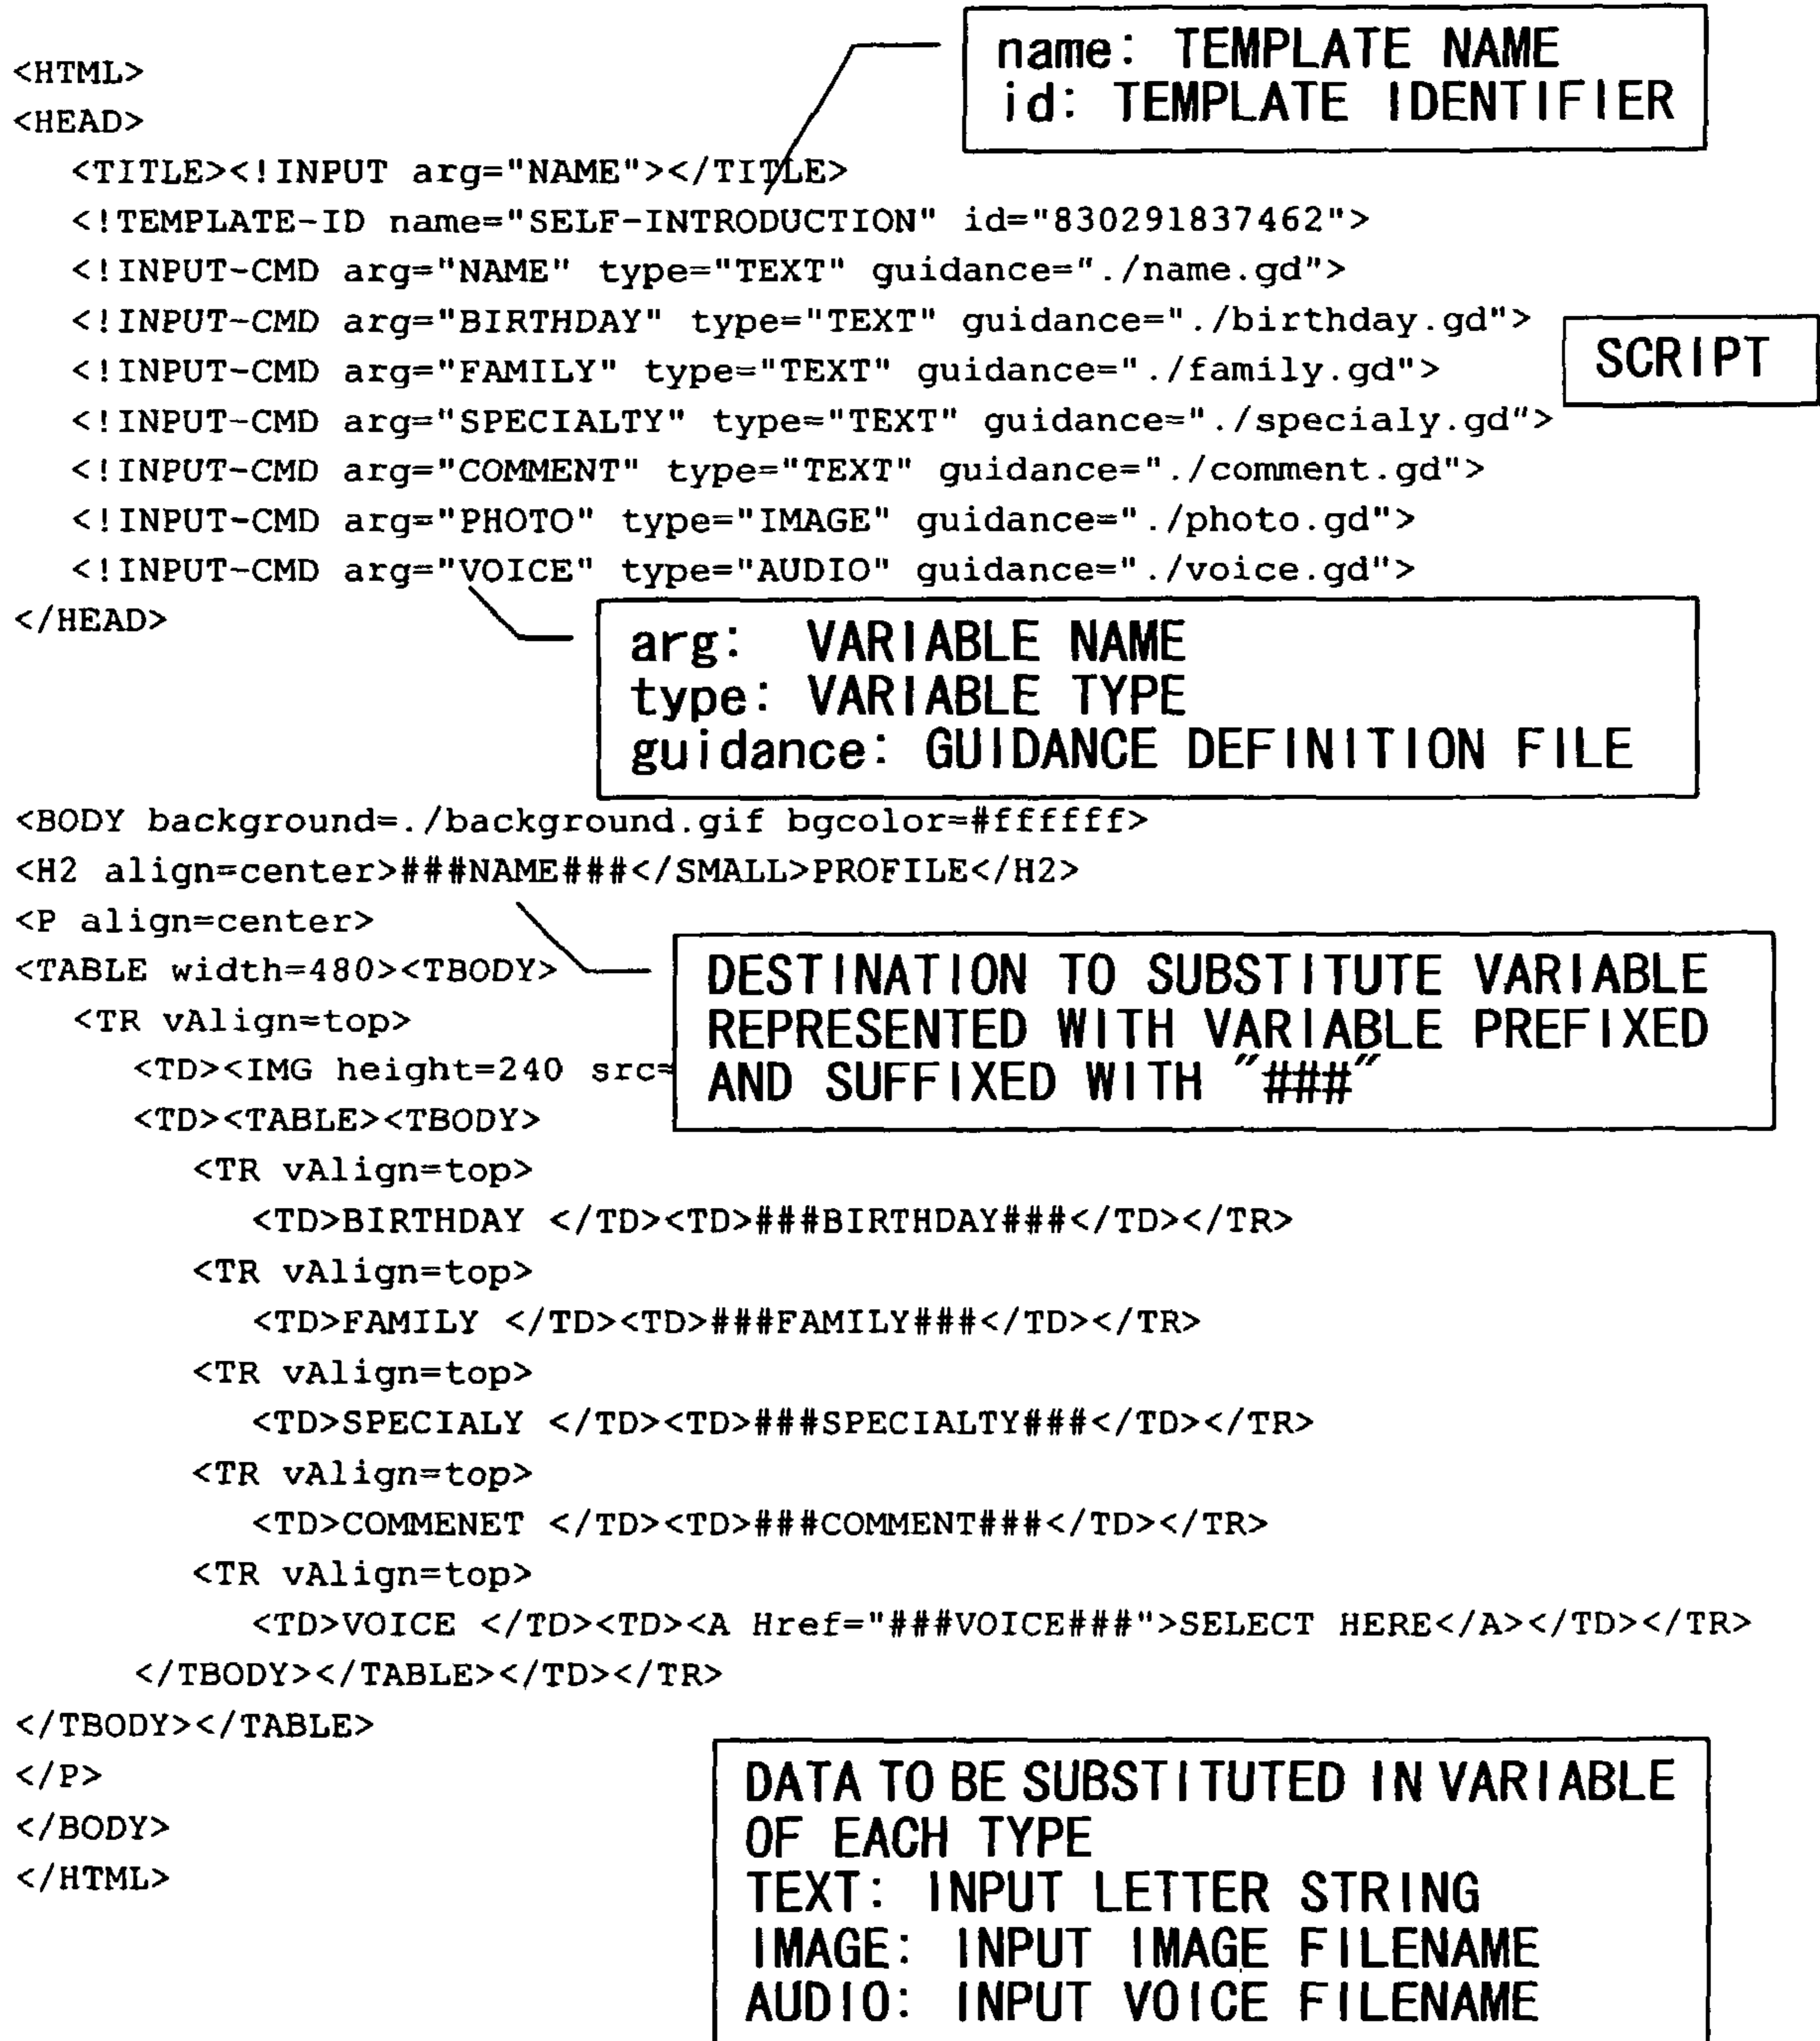 name: TEMPLATE NAME
id: TEMPLATE IDENTIFIER
<HTML>
<HEAD>
<TITLE><!INPUT arg="NAME"></TITLE>
<!TEMPLATE-ID name="SELF-INTRODUCTION" id="830291837462">
<!INPUT-CMD arg="NAME" type="TEXT" guidance="./name.gd">
<!INPUT-CMD arg="BIRTHDAY" type="TEXT" guidance="./birthday.gd">
SCRIPT
<!INPUT-CMD arg="FAMILY" type="TEXT" guidance="./family.gd">
<!INPUT-CMD arg="SPECIALTY" type="TEXT" guidance="./specialy.gd">
<!INPUT-CMD arg="COMMENT" type="TEXT" guidance="./comment.gd">
<!INPUT-CMD arg="PHOTO" type="IMAGE" guidance="./photo.gd">
<!INPUT-CMD arg="VOICE" type="AUDIO" guidance="./voice.gd">
</HEAD>
arg: VARIABLE NAME
type: VARIABLE TYPE
guidance: GUIDANCE DEFINITION FILE
<BODY background=./background.gif bgcolor=#ffffff>
<H2 align=center>###NAME###</SMALL>PROFILE</H2>
<P align=center>
<TABLE width=480><TBODY>
DESTINATION TO SUBSTITUTE VARIABLE
REPRESENTED WITH VARIABLE PREFIXED
AND SUFFIXED WITH "###"
<TR vAlign=top>
<TD><IMG height=240 src=
<TD><TABLE><TBODY>
<TR vAlign=top>
<TD>BIRTHDAY </TD><TD>###BIRTHDAY###</TD></TR>
<TR vAlign=top>
<TD>FAMILY </TD><TD>###FAMILY###</TD></TR>
<TR vAlign=top>
<TD>SPECIALY </TD><TD>###SPECIALTY###</TD></TR>
<TR vAlign=top>
<TD>COMMENET </TD><TD>###COMMENT###</TD></TR>
<TR vAlign=top>
<TD>VOICE </TD><TD><A Href="###VOICE###">SELECT HERE</A></TD></TR>
</TBODY></TABLE></TD></TR>
</TBODY></TABLE>
</P>
</BODY>
</HTML>
DATA TO BE SUBSTITUTED IN VARIABLE
OF EACH TYPE
TEXT: INPUT LETTER STRING
IMAGE: INPUT IMAGE FILENAME
AUDIO: INPUT VOICE FILENAME